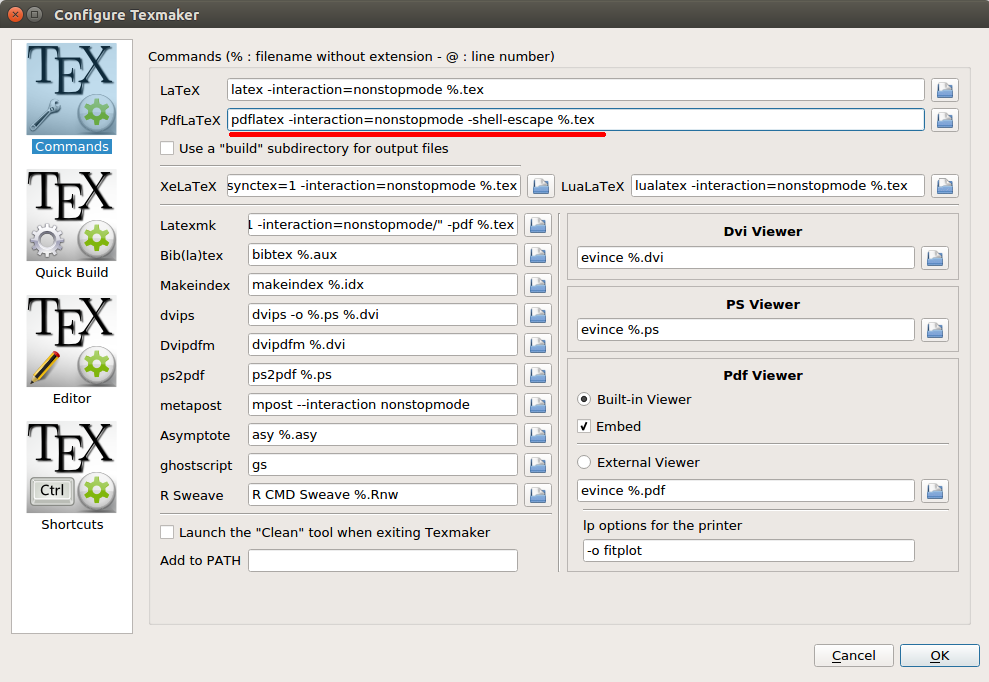 Configure Texmaker
TEX
Commands
TEX
Quick Build
TEX
Editor
TEX
Ctrl
Shortcuts
Commands (% : filename without extension - @ : line number)
LaTeX latex -interaction=nonstopmode %.tex
PdfLaTeX pdflatex -interaction=nonstopmode -shell-escape %.tex
Use a "build" subdirectory for output files
XeLaTeX synctex=1 -interaction=nonstopmode %.tex LuaLaTeX lualatex -interaction=nonstopmode %.tex
Latexmk 1 -interaction=nonstopmode/" -pdf %.tex
Bib(la)tex bibtex %.aux
Makeindex makeindex %.idx
dvips dvips -o %.ps %.dvi
Dvipdfm dvipdfm %.dvi
ps2pdf ps2pdf %.ps
metapost mpost --interaction nonstopmode
Asymptote asy %.asy
ghostscript gs
R Sweave R CMD Sweave %.Rnw
Launch the "Clean" tool when exiting Texmaker
Add to PATH
Dvi Viewer
evince %.dvi
PS Viewer
evince %.ps
Pdf Viewer
Built-in Viewer
Embed
External Viewer
evince %.pdf
lp options for the printer
-o fitplot
Cancel OK